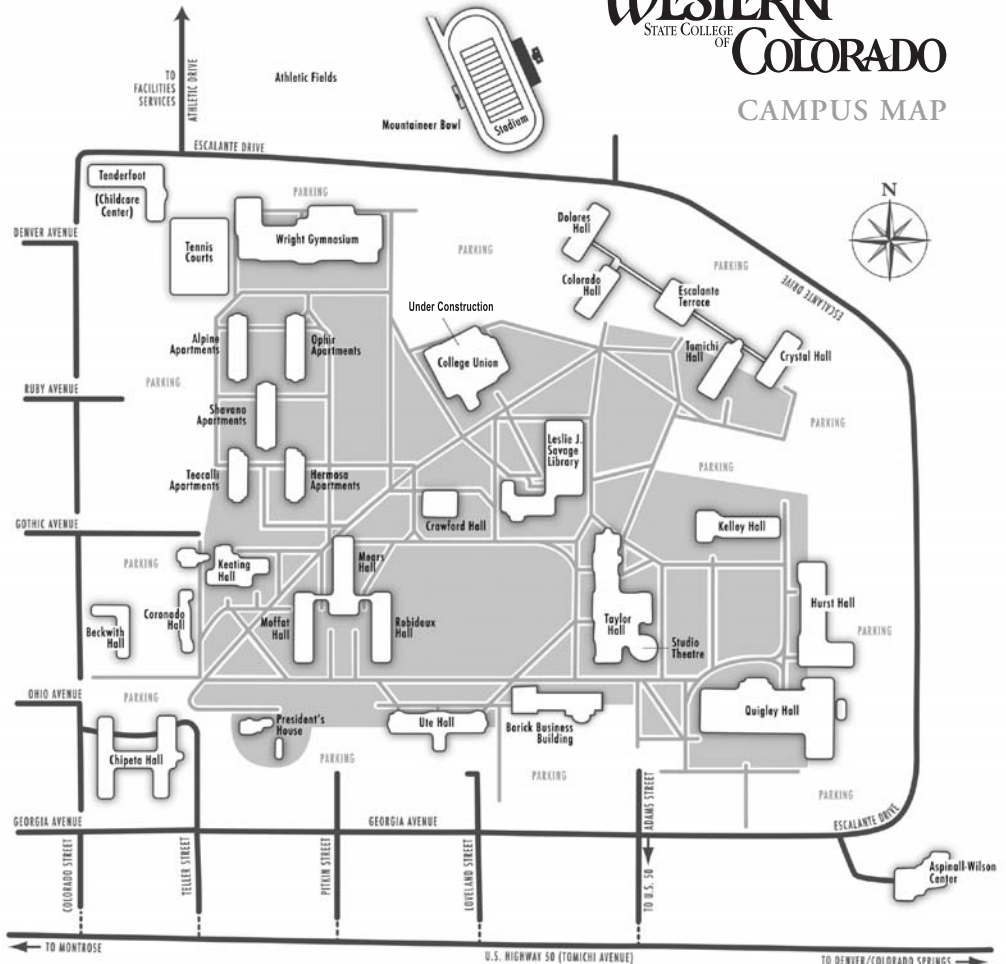 WESTERN
STATE COLLEGE
OF
COLORADO
CAMPUS MAP
TO
FACILITIES
SERVICES
ATHLETIC DRIVE
Athletic Fields
Mountaineer Bowl
Stadium
ESCALANTE DRIVE
Tenderfoot
(Childcare
Center)
PARKING
N
DENVER AVENUE
Tennis
Courts
Wright Gymnasium
PARKING
Dolores
Hall
Colorado
Hall
PARKING
Escalante
Terrace
ESCALANTE DRIVE
Under Construction
College Union
Alpine
Apartments
Ophir
Apartments
Tomichi
Hall
Crystal Hall
RUBY AVENUE
PARKING
Shavano
Apartments
PARKING
Leslie J.
Savage
Library
PARKING
Teocalli
Apartments
Hermosa
Apartments
Crawford Hall
Kelley Hall
GOTHIC AVENUE
PARKING
Keating
Hall
Mears
Hall
Beckwith
Hall
Coronado
Hall
Moffat
Hall
Robidoux
Hall
Taylor
Hall
Studio
Theatre
Hurst Hall
PARKING
OHIO AVENUE
PARKING
President's
House
Ute Hall
Borick Business
Building
Quigley Hall
Chipeta Hall
PARKING
PARKING
PARKING
GEORGIA AVENUE
GEORGIA AVENUE
ESCALANTE DRIVE
COLORADO STREET
TELLER STREET
PITKIN STREET
LOVELAND STREET
ADAMS STREET
TO U.S. 50
Aspinall-Wilson
Center
TO MONTROSE
U.S. HIGHWAY 50 (TOMICHI AVENUE)
TO DENVER/COLORADO SPRINGS